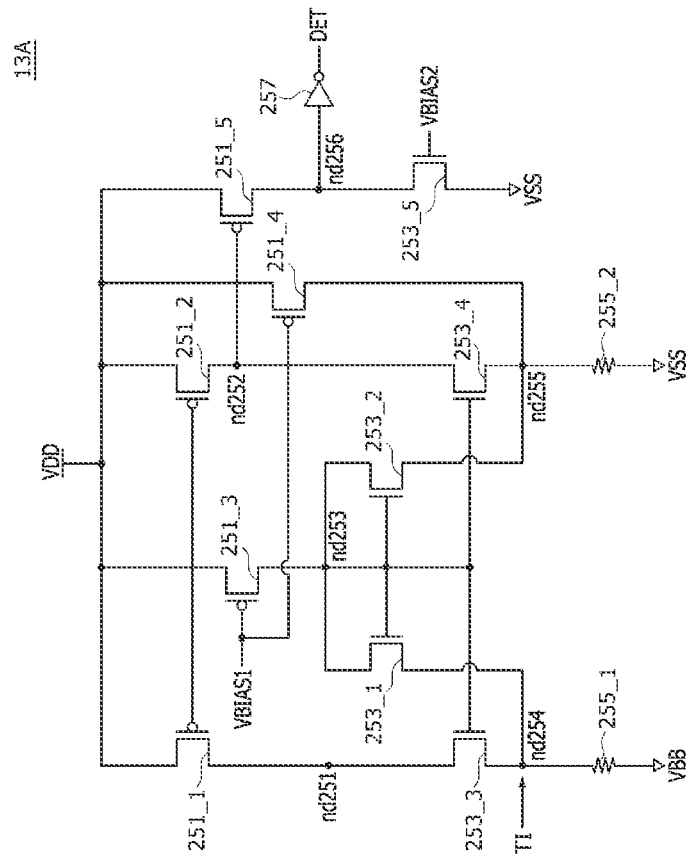 13A
VDD
251_1
251_3
251_2
251_4
251_5
257
DET
nd252
nd256
VBIAS1
VBIAS2
nd253
nd251
253_1
253_2
253_3
253_4
253_5
nd254
nd255
TI
255_1
255_2
VBB
VSS
VSS